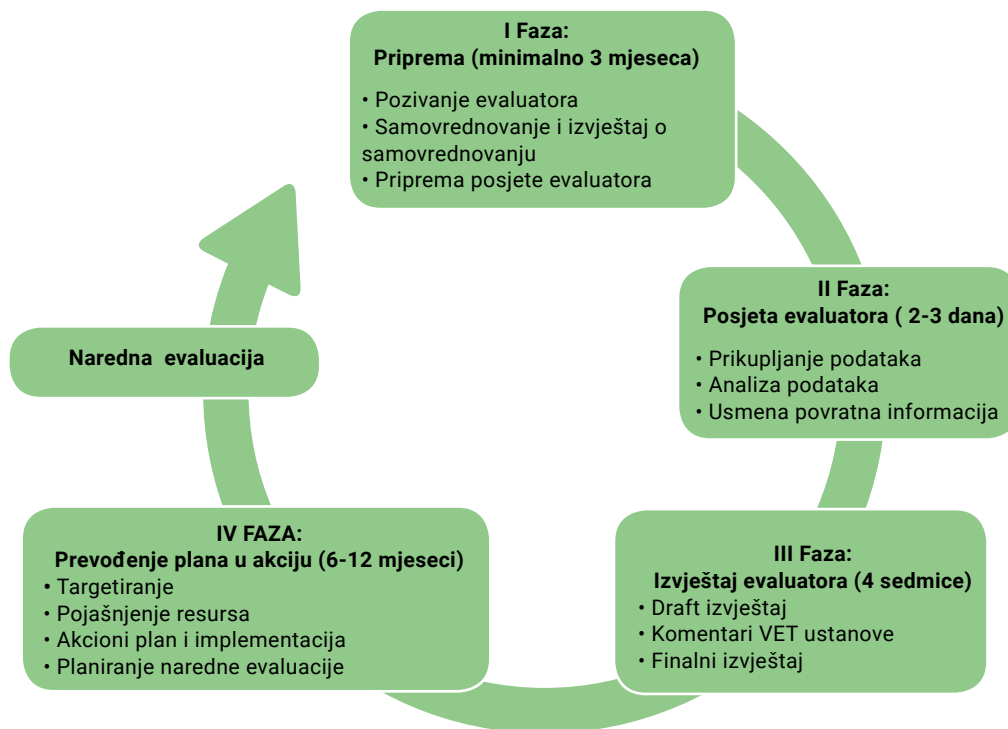 I Faza:
Priprema (minimalno 3 mjeseca)
• Pozivanje evaluatora
• Samovrednovanje i izvještaj o
samovrednovanju
• Priprema posjete evaluatora
II Faza:
Posjeta evaluatora ( 2-3 dana)
• Prikupljanje podataka
• Analiza podataka
• Usmena povratna informacija
III Faza:
Izvještaj evaluatora (4 sedmice)
• Draft izvještaj
• Komentari VET ustanove
• Finalni izvještaj
IV FAZA:
Prevođenje plana u akciju (6-12 mjeseci)
• Targetiranje
• Pojašnjenje resursa
• Akcioni plan i implementacija
• Planiranje naredne evaluacije
Naredna evaluacija